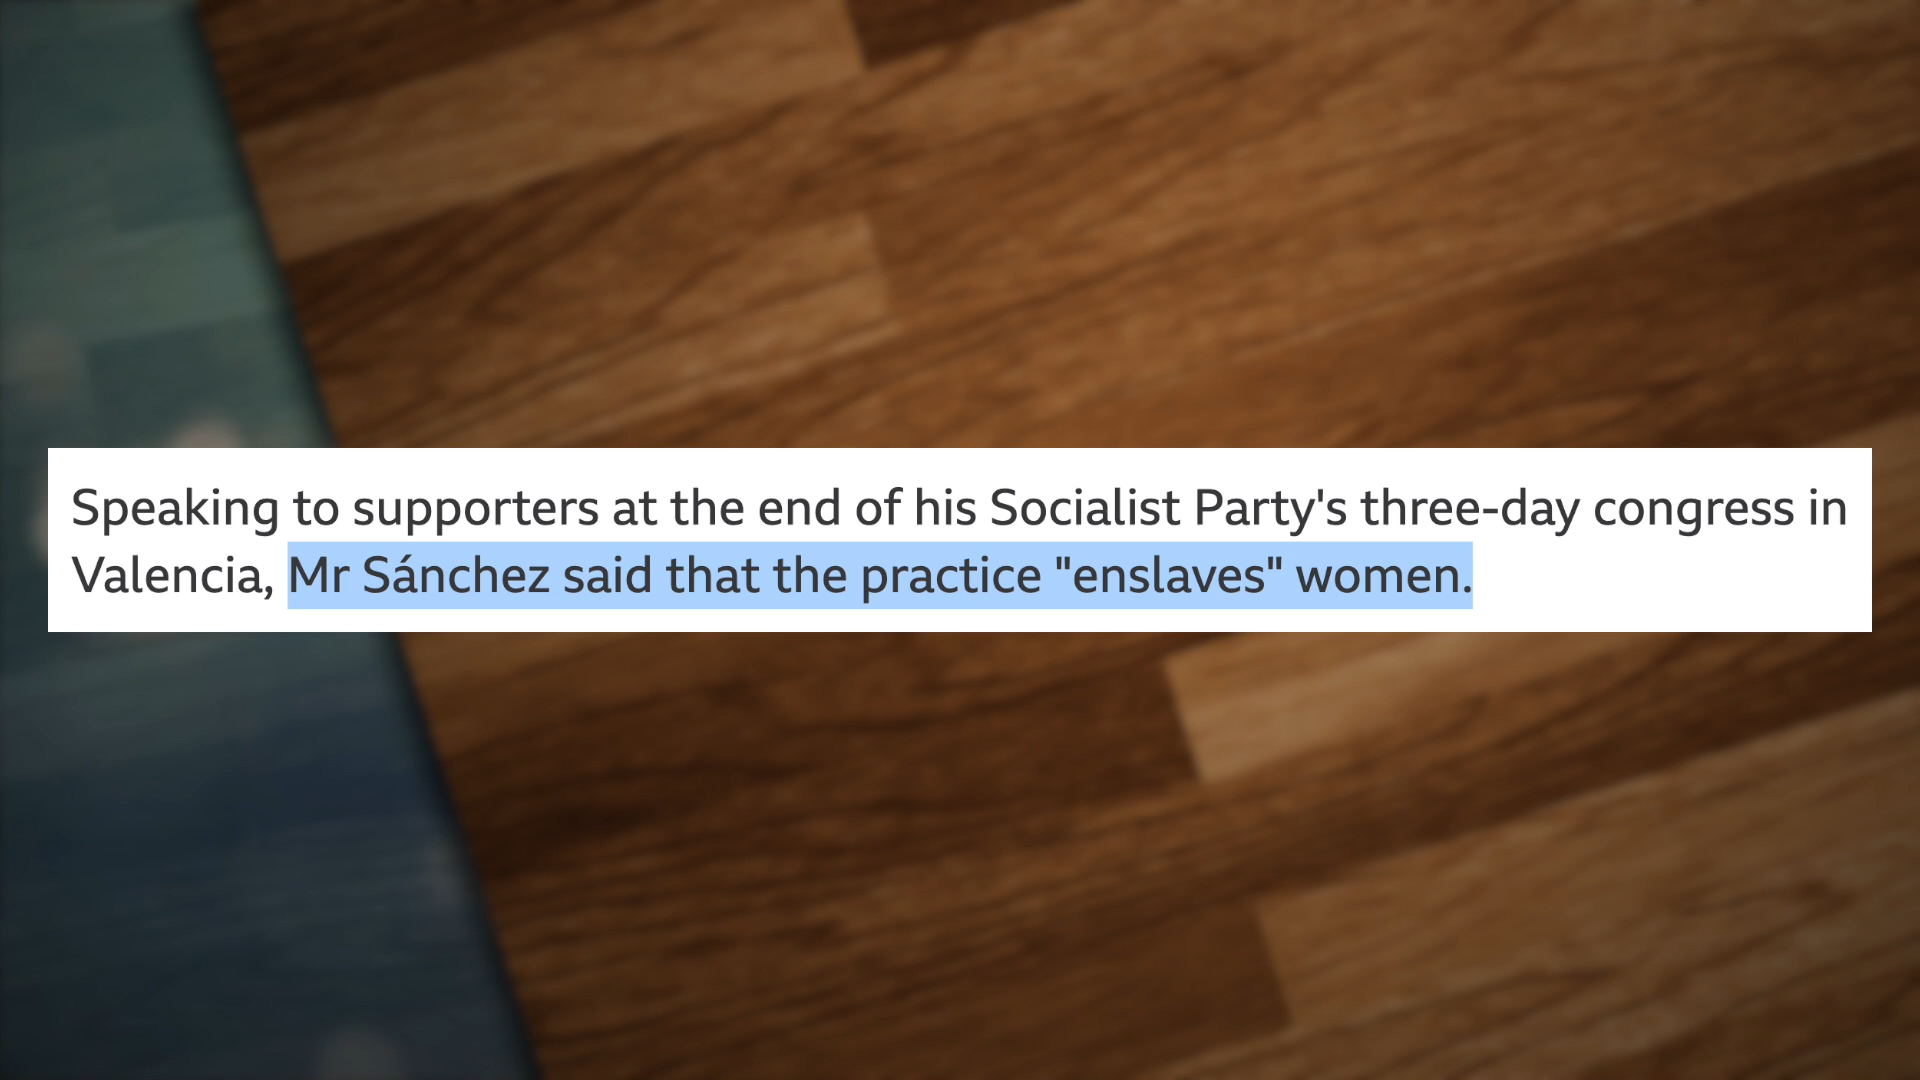 Speaking to supporters at the end of his Socialist Party's three-day congress in
Valencia, Mr Sánchez said that the practice "enslaves" women.